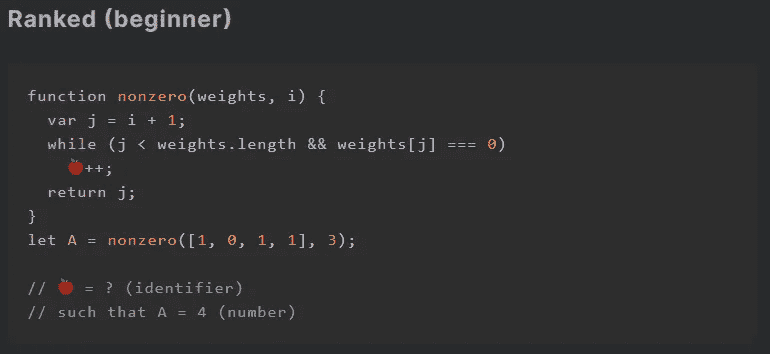 Ranked (beginner)
function nonzero(weights, i) {
var j = i + 1;
while (j < weights.length && weights[j] === 0)
🍎++;
return j;
}
let A = nonzero([1, 0, 1, 1], 3);
// 🍎 = ? (identifier)
// such that A = 4 (number)